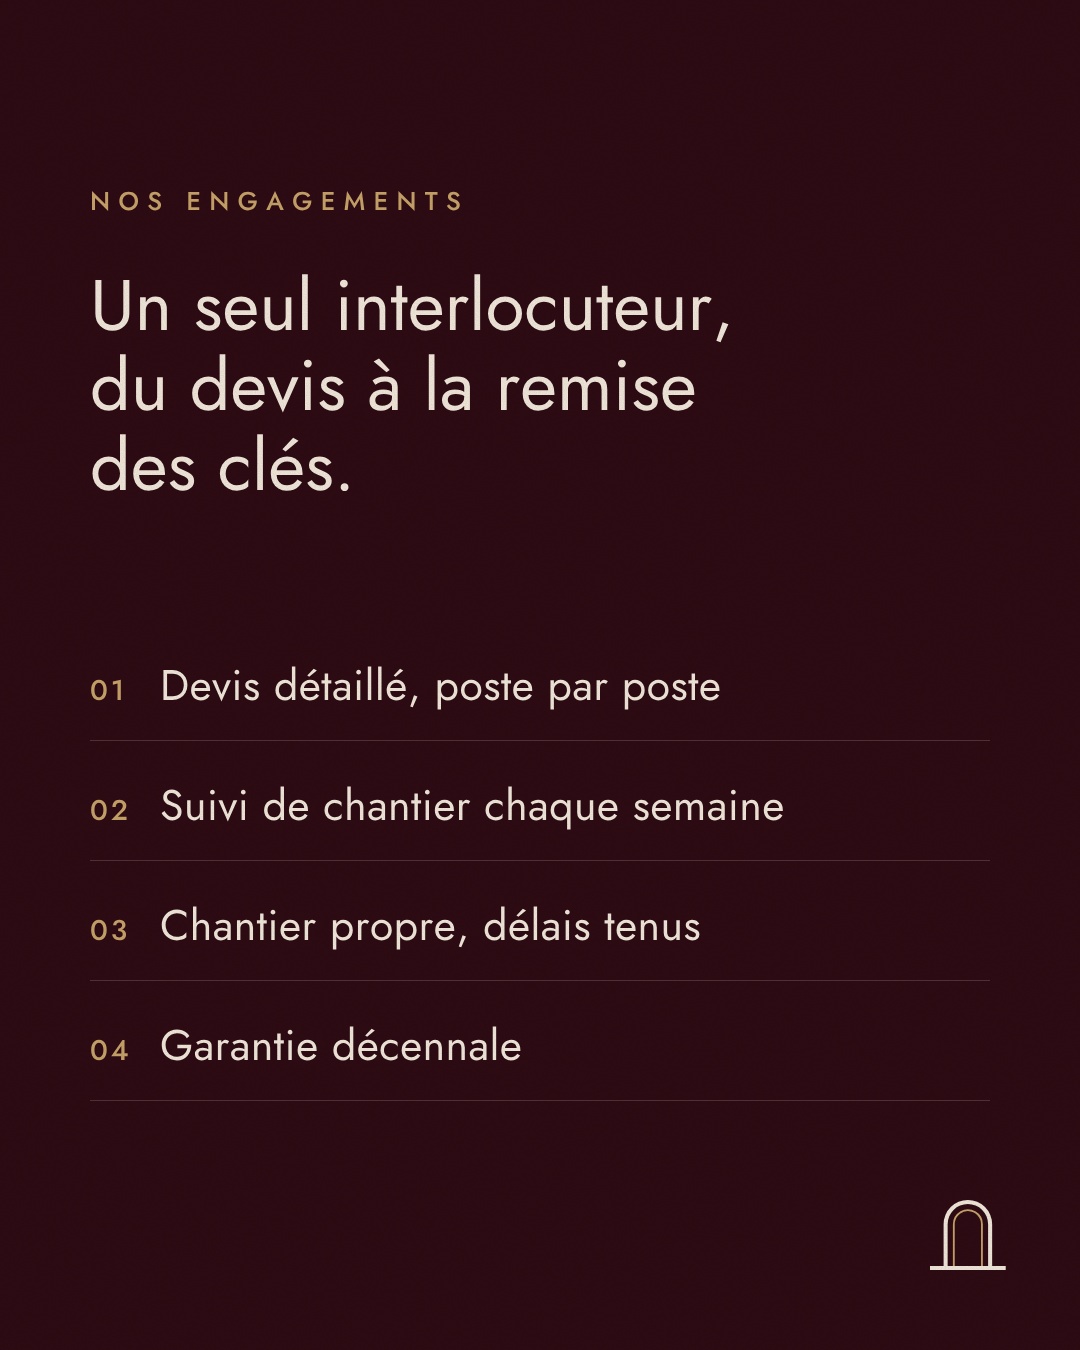 NOS ENGAGEMENTS
Un seul interlocuteur,
du devis à la remise
des clés.
01 Devis détaillé, poste par poste
02 Suivi de chantier chaque semaine
03 Chantier propre, délais tenus
04 Garantie décennale